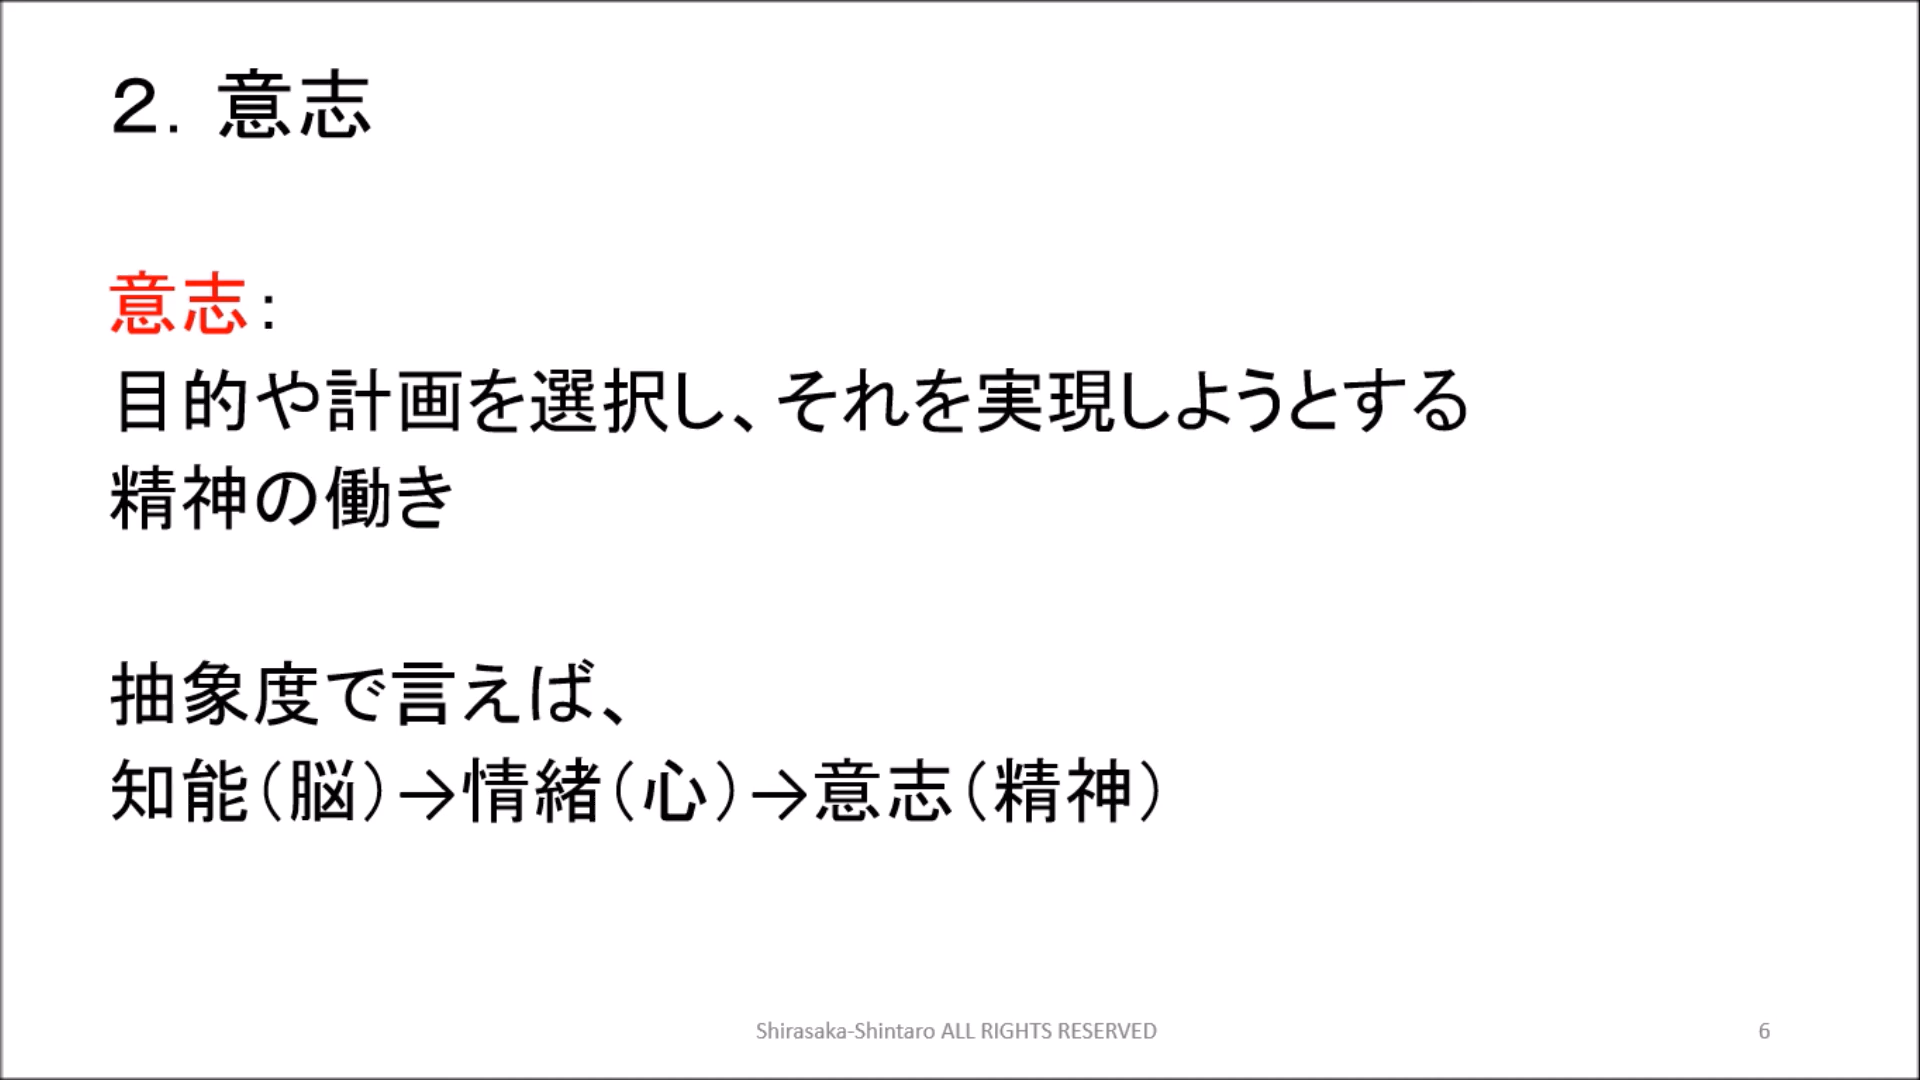 ２．意志
意志：
目的や計画を選択し、それを実現しようとする
精神の働き
抽象度で言えば、
知能（脳）→情緒（心）→意志（精神）
Shirasaka-Shintaro ALL RIGHTS RESERVED
6